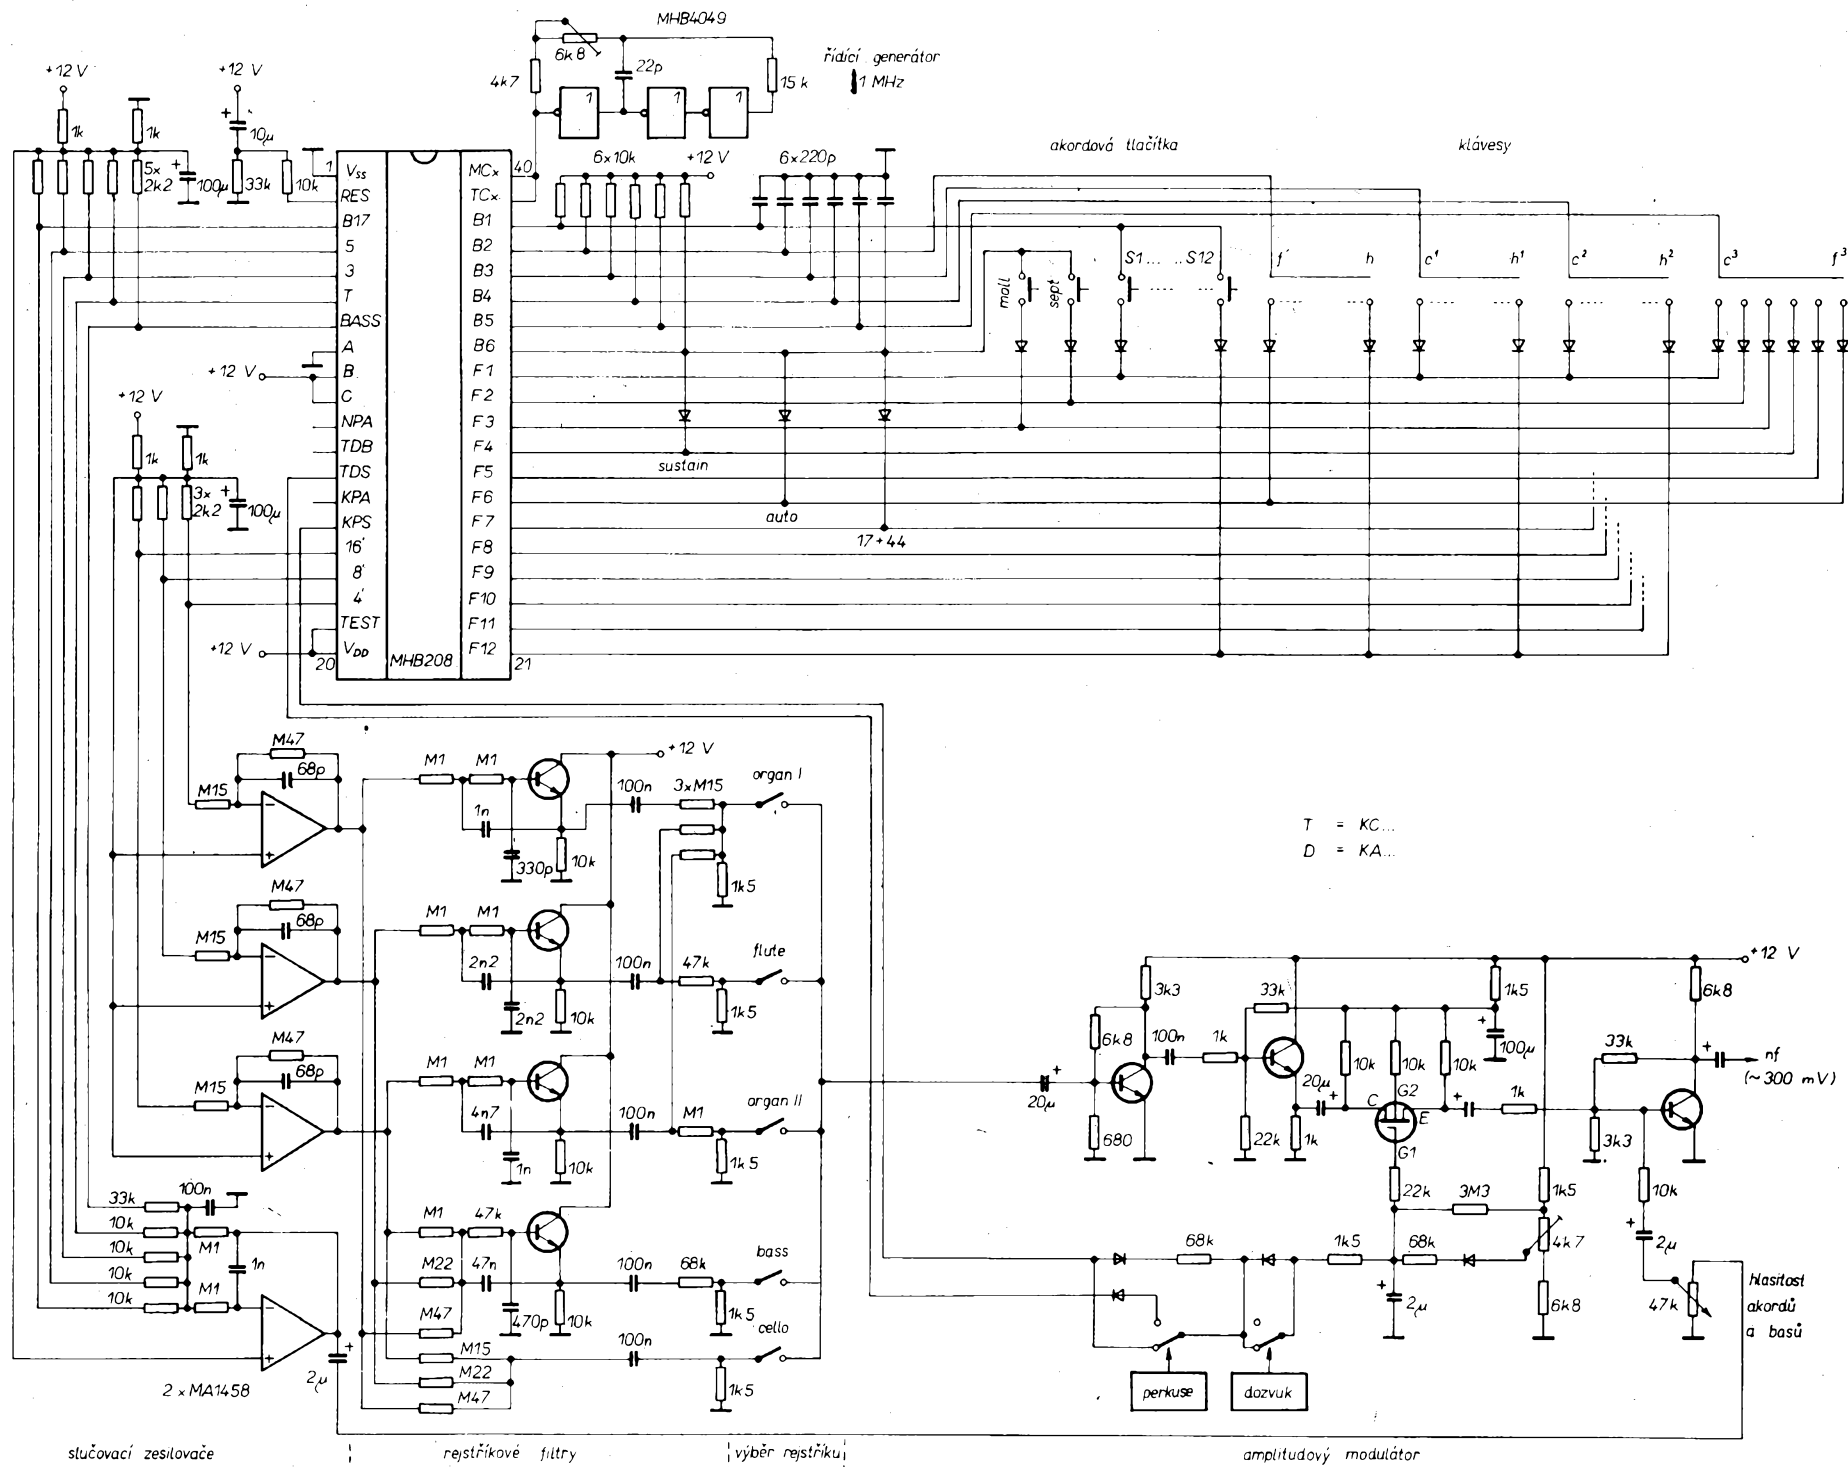 MHB4049
řídící generátor
1 MHz
6k8
22p
4k7
15k
1
1
1
+12 V
+12 V
1k
1k
10µ
5x
2k2
100µ
33k
10k
6x10k
+12 V
6x220p
akordová tlačítka
klávesy
1
40
Vss
RES
B17
5
3
T
BASS
A
B
C
NPA
TDB
TDS
KPA
KPS
16'
8'
4'
TEST
VDD
20
MHB208
MCx
TCx
B1
B2
B3
B4
B5
B6
F1
F2
F3
F4
F5
F6
F7
F8
F9
F10
F11
F12
21
+12 V
+12 V
1k
1k
3x
2k2
100µ
+12 V
moll
sept
S1...
..S12
f
h
c¹
h¹
c²
h²
c³
f³
sustain
auto
17+44
M47
68p
M15
-
+
M47
68p
M15
-
+
M47
68p
M15
-
+
33k
100n
10k
M1
10k
1n
10k
M1
10k
-
+
2µ
2 x MA1458
+12 V
M1
M1
1n
330p
10k
100n
3xM15
1k5
organ I
M1
M1
2n2
2n2
10k
100n
47k
1k5
flute
M1
M1
4n7
1n
10k
100n
M1
1k5
organ II
M1
47k
M22
47n
M47
470p
10k
100n
68k
1k5
bass
M15
M22
M47
100n
1k5
cello
T = KC...
D = KA...
+12 V
20µ
6k8
680
3k3
100n
1k
33k
22k
20µ
1k
10k
10k
10k
C
G2
E
G1
1k5
100µ
1k
33k
3k3
6k8
nf
(~300 mV)
22k
3M3
1k5
4k7
6k8
68k
1k5
68k
2µ
10k
2µ
47k
hlasitost
akordů
a basů
perkuse
dozvuk
slučovací zesilovače
rejstříkové filtry
výběr rejstříku
amplitudový modulátor